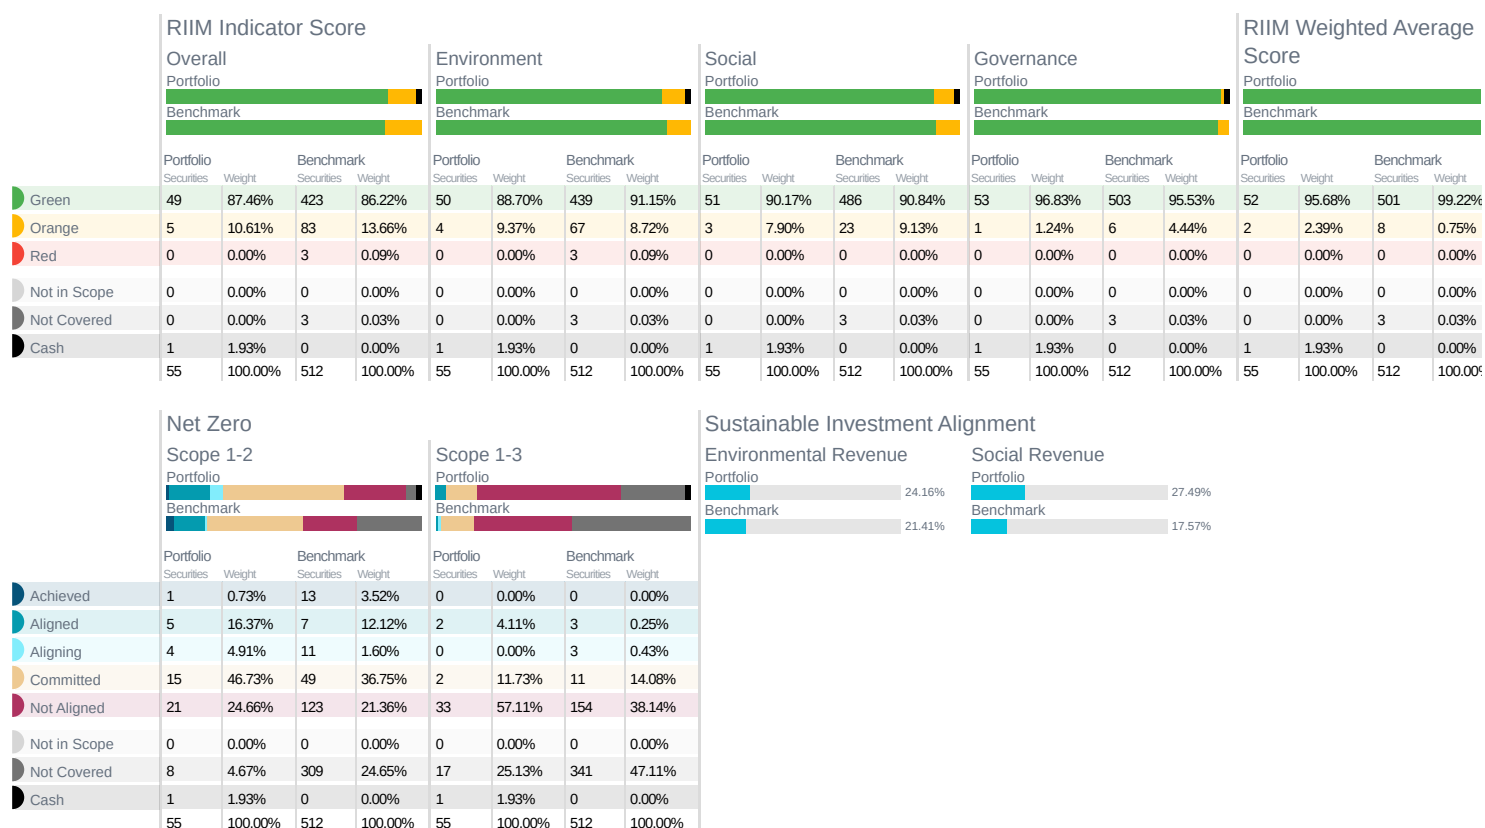 RIIM Indicator Score
RIIM Weighted Average Score
Overall
Environment
Social
Governance
Portfolio Portfolio Portfolio Portfolio Portfolio
Benchmark Benchmark Benchmark Benchmark Benchmark
Portfolio Benchmark Portfolio Benchmark Portfolio Benchmark Portfolio Benchmark Portfolio Benchmark
Securities Weight Securities Weight Securities Weight Securities Weight Securities Weight Securities Weight Securities Weight Securities Weight Securities Weight Securities Weight
Green 49 87.46% 423 86.22% 50 88.70% 439 91.15% 51 90.17% 486 90.84% 53 96.83% 503 95.53% 52 95.68% 501 99.22%
Orange 5 10.61% 83 13.66% 4 9.37% 67 8.72% 3 7.90% 23 9.13% 1 1.24% 6 4.44% 2 2.39% 8 0.75%
Red 0 0.00% 3 0.09% 0 0.00% 3 0.09% 0 0.00% 0 0.00% 0 0.00% 0 0.00% 0 0.00% 0 0.00%
Not in Scope 0 0.00% 0 0.00% 0 0.00% 0 0.00% 0 0.00% 0 0.00% 0 0.00% 0 0.00% 0 0.00% 0 0.00%
Not Covered 0 0.00% 3 0.03% 0 0.00% 3 0.03% 0 0.00% 3 0.03% 0 0.00% 3 0.03% 0 0.00% 3 0.03%
Cash 1 1.93% 0 0.00% 1 1.93% 0 0.00% 1 1.93% 0 0.00% 1 1.93% 0 0.00% 1 1.93% 0 0.00%
55 100.00% 512 100.00% 55 100.00% 512 100.00% 55 100.00% 512 100.00% 55 100.00% 512 100.00% 55 100.00% 512 100.00%
Net Zero
Sustainable Investment Alignment
Scope 1-2
Scope 1-3
Environmental Revenue
Social Revenue
Portfolio Portfolio Portfolio Portfolio
24.16% 27.49%
Benchmark Benchmark Benchmark Benchmark
21.41% 17.57%
Portfolio Benchmark Portfolio Benchmark
Securities Weight Securities Weight Securities Weight Securities Weight
Achieved 1 0.73% 13 3.52% 0 0.00% 0 0.00%
Aligned 5 16.37% 7 12.12% 2 4.11% 3 0.25%
Aligning 4 4.91% 11 1.60% 0 0.00% 3 0.43%
Committed 15 46.73% 49 36.75% 2 11.73% 11 14.08%
Not Aligned 21 24.66% 123 21.36% 33 57.11% 154 38.14%
Not in Scope 0 0.00% 0 0.00% 0 0.00% 0 0.00%
Not Covered 8 4.67% 309 24.65% 17 25.13% 341 47.11%
Cash 1 1.93% 0 0.00% 1 1.93% 0 0.00%
55 100.00% 512 100.00% 55 100.00% 512 100.00%